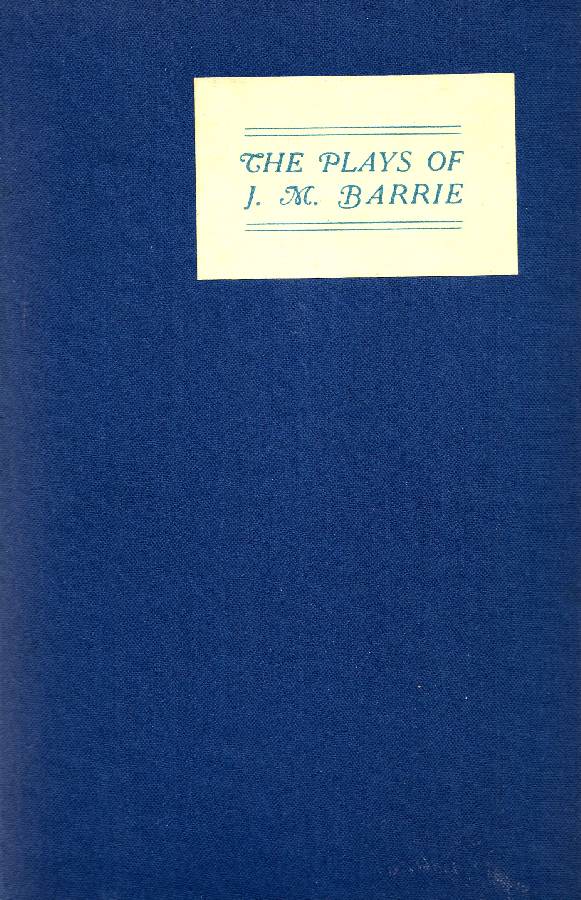 THE PLAYS OF
J. M. BARRIE